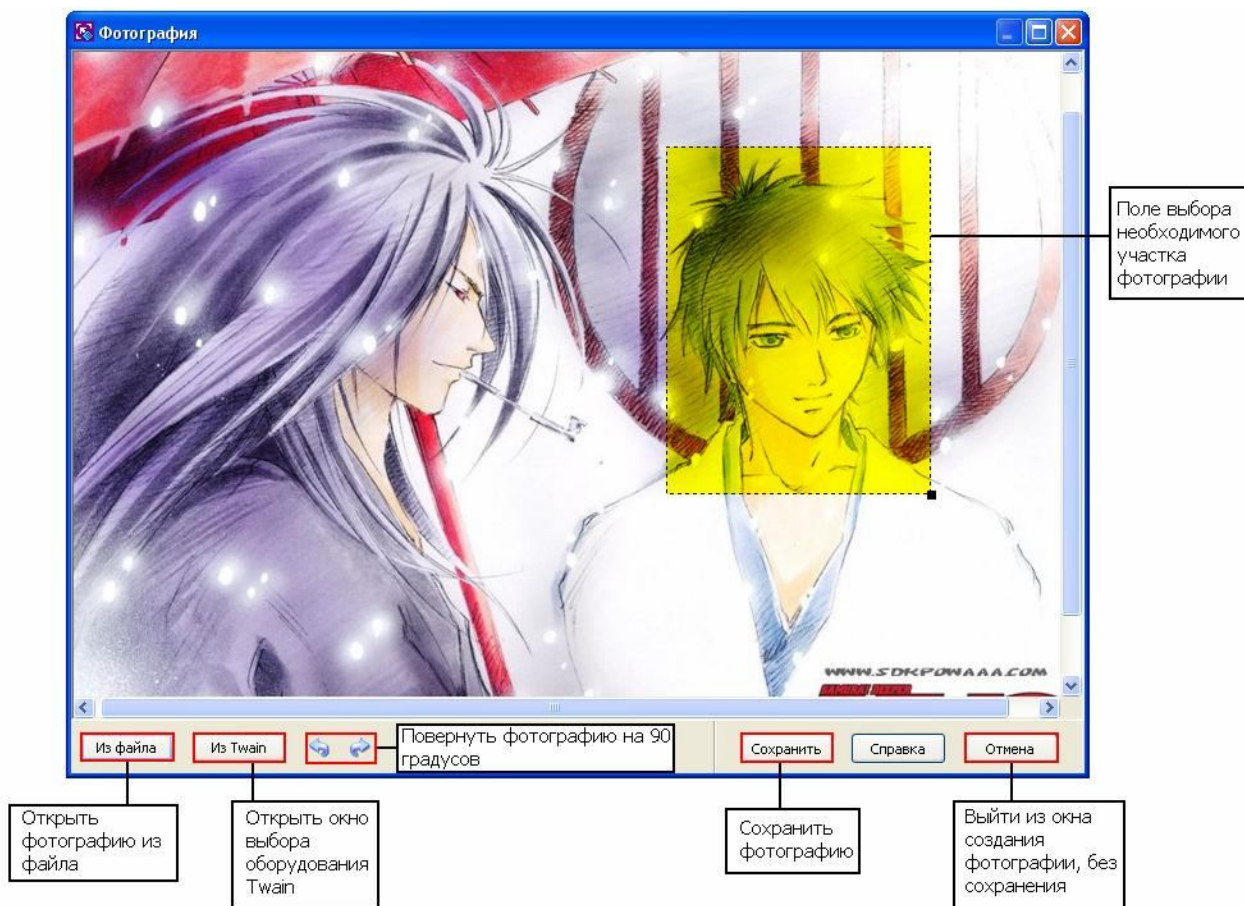 Фотография
Поле выбора
необходимого
участка
фотографии
WWW.SDKPOWAAA.COM
SAMURAI DEEPER
Из файла
Из Twain
Повернуть фотографию на 90
градусов
Сохранить
Справка
Отмена
Открыть
фотографию из
файла
Открыть окно
выбора
оборудования
Twain
Сохранить
фотографию
Выйти из окна
создания
фотографии, без
сохранения